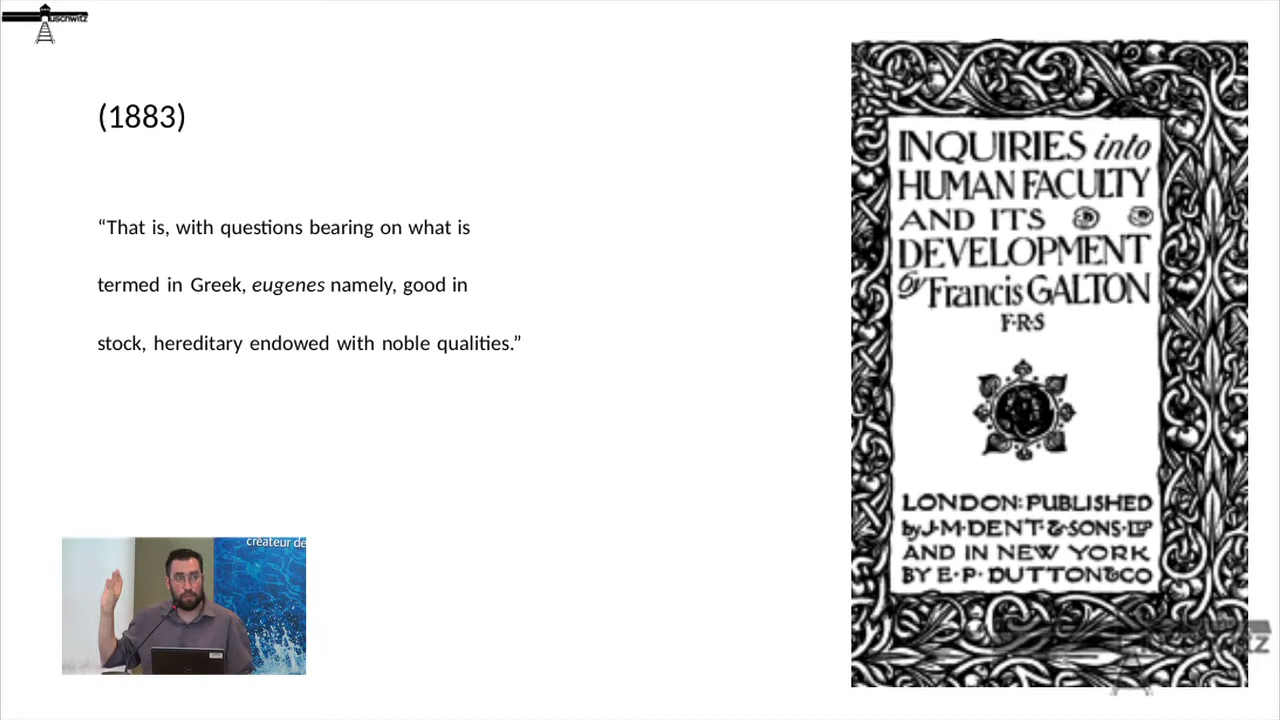 uschwitz
(1883)
“That is, with questions bearing on what is
termed in Greek, eugenes namely, good in
stock, hereditary endowed with noble qualities.”
INQUIRIES into
HUMAN FACULTY
AND ITS
DEVELOPMENT
by Francis GALTON
F·R·S
LONDON: PUBLISHED
by J·M·DENT·&·SONS·LTD
AND IN NEW YORK
BY E·P·DUTTON&CO
créateur de